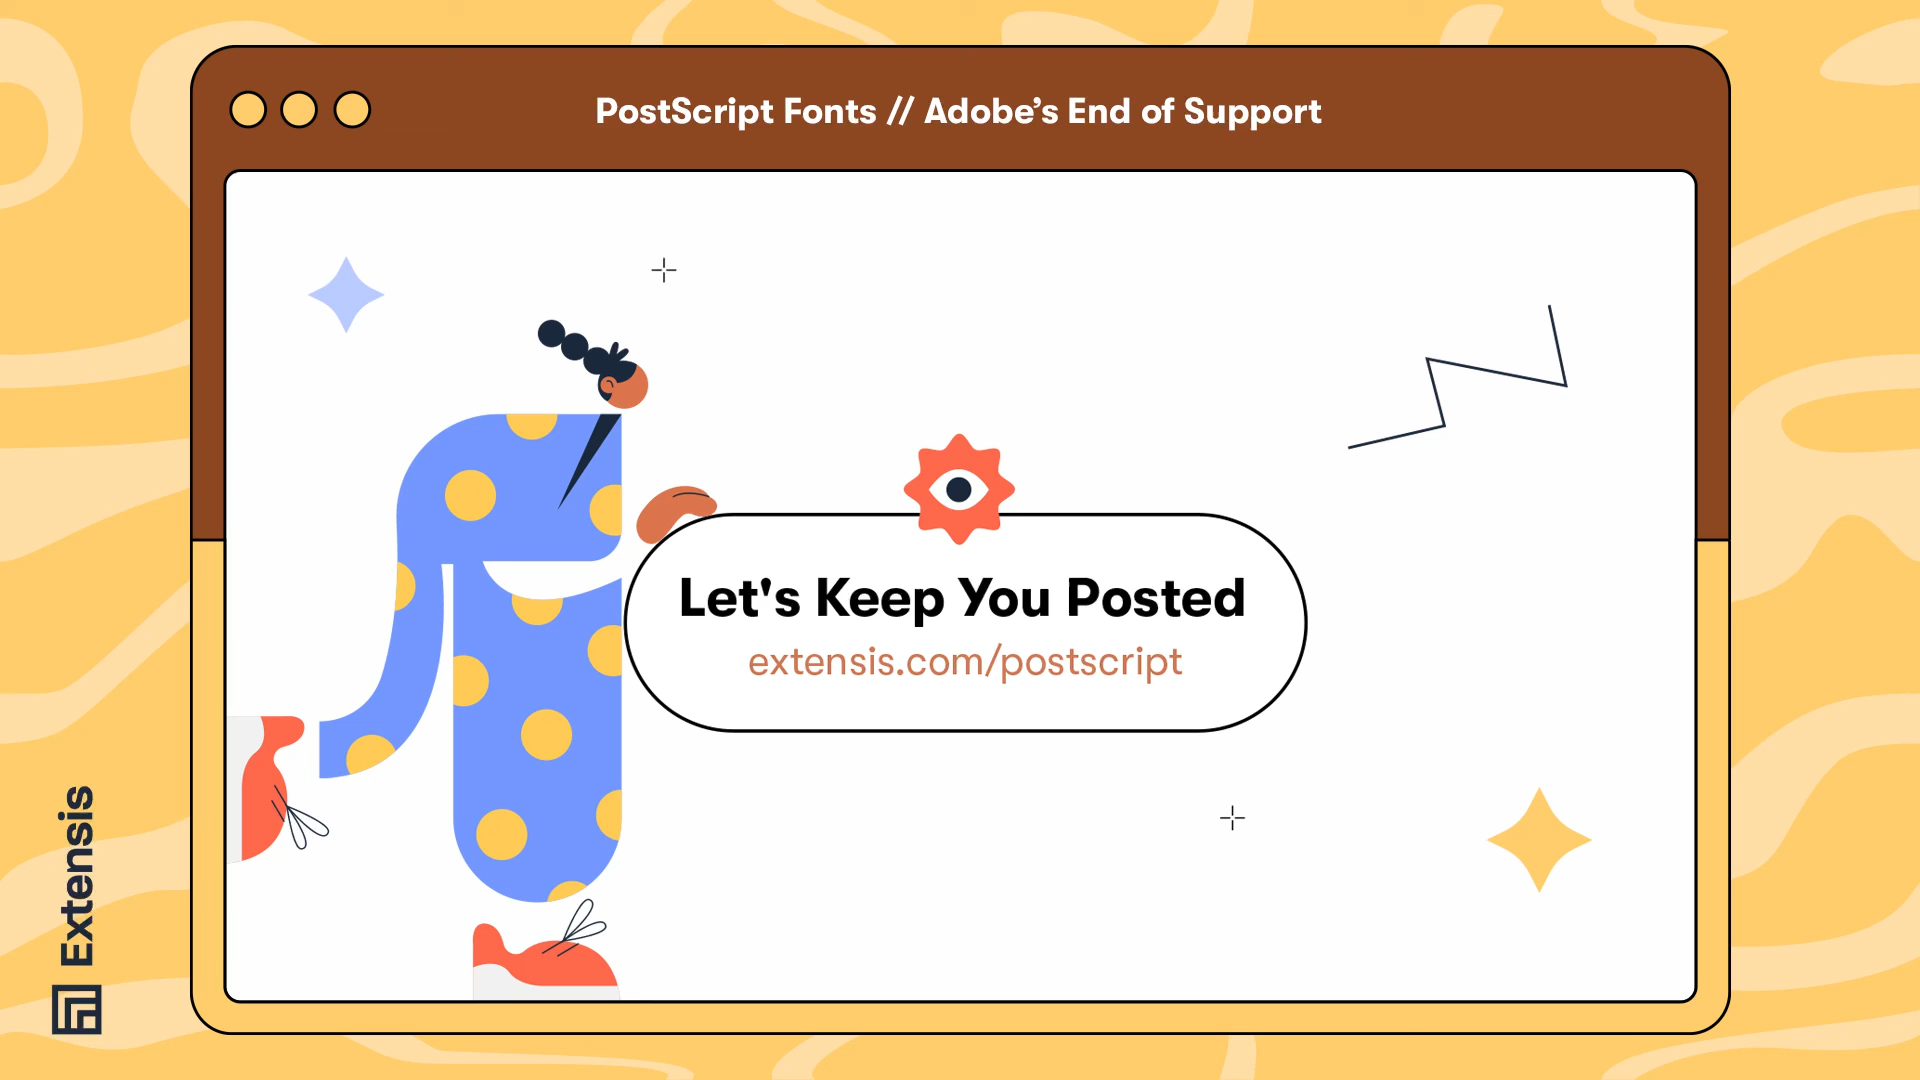 PostScript Fonts // Adobe’s End of Support
Let's Keep You Posted
extensis.com/postscript
Extensis